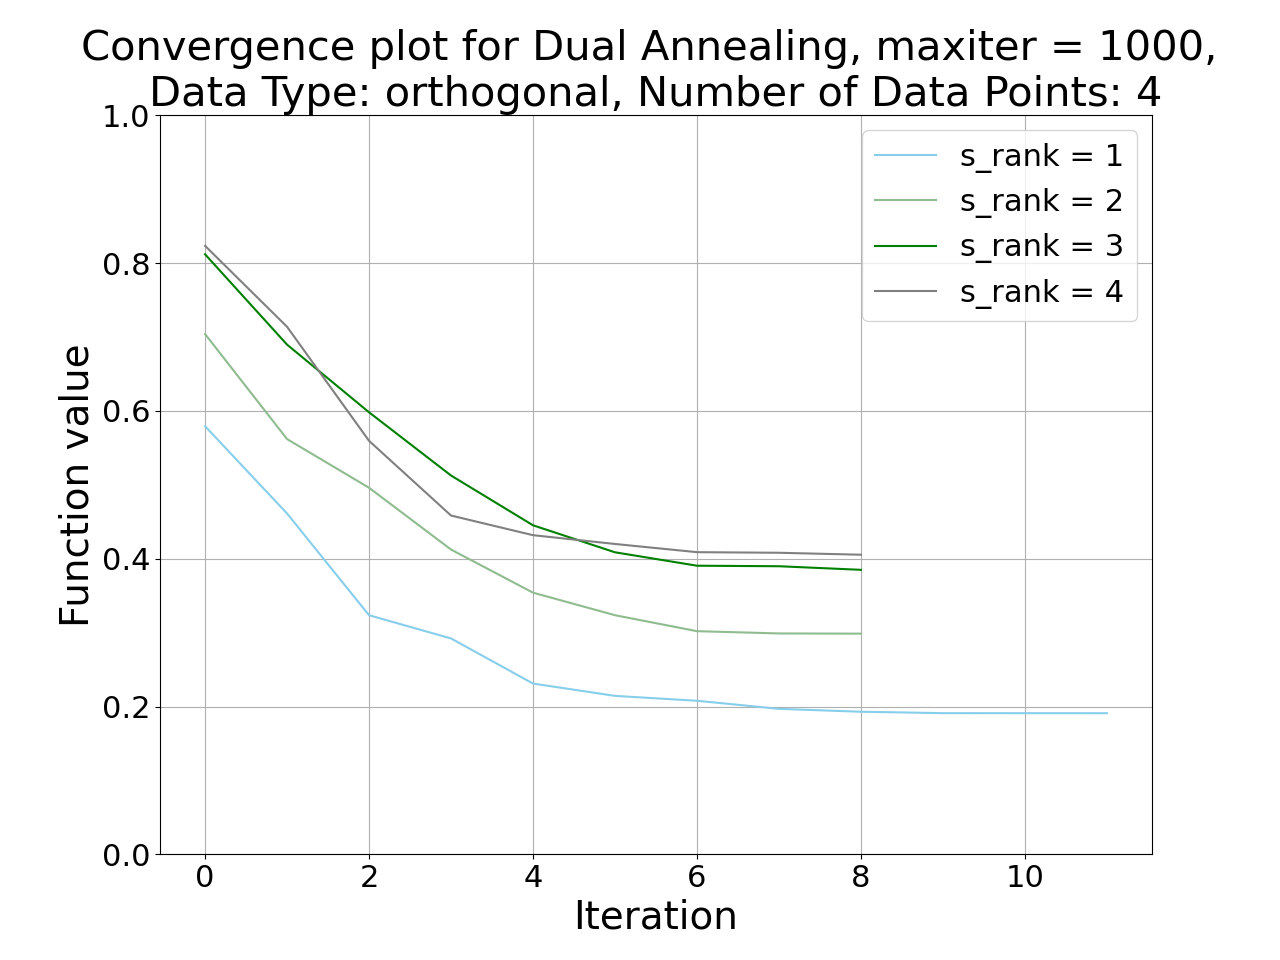 Convergence plot for Dual Annealing, maxiter = 1000,
Data Type: orthogonal, Number of Data Points: 4
1.0
0.8
0.6
0.4
0.2
0.0
Function value
s_rank = 1
s_rank = 2
s_rank = 3
s_rank = 4
0 2 4 6 8 10
Iteration